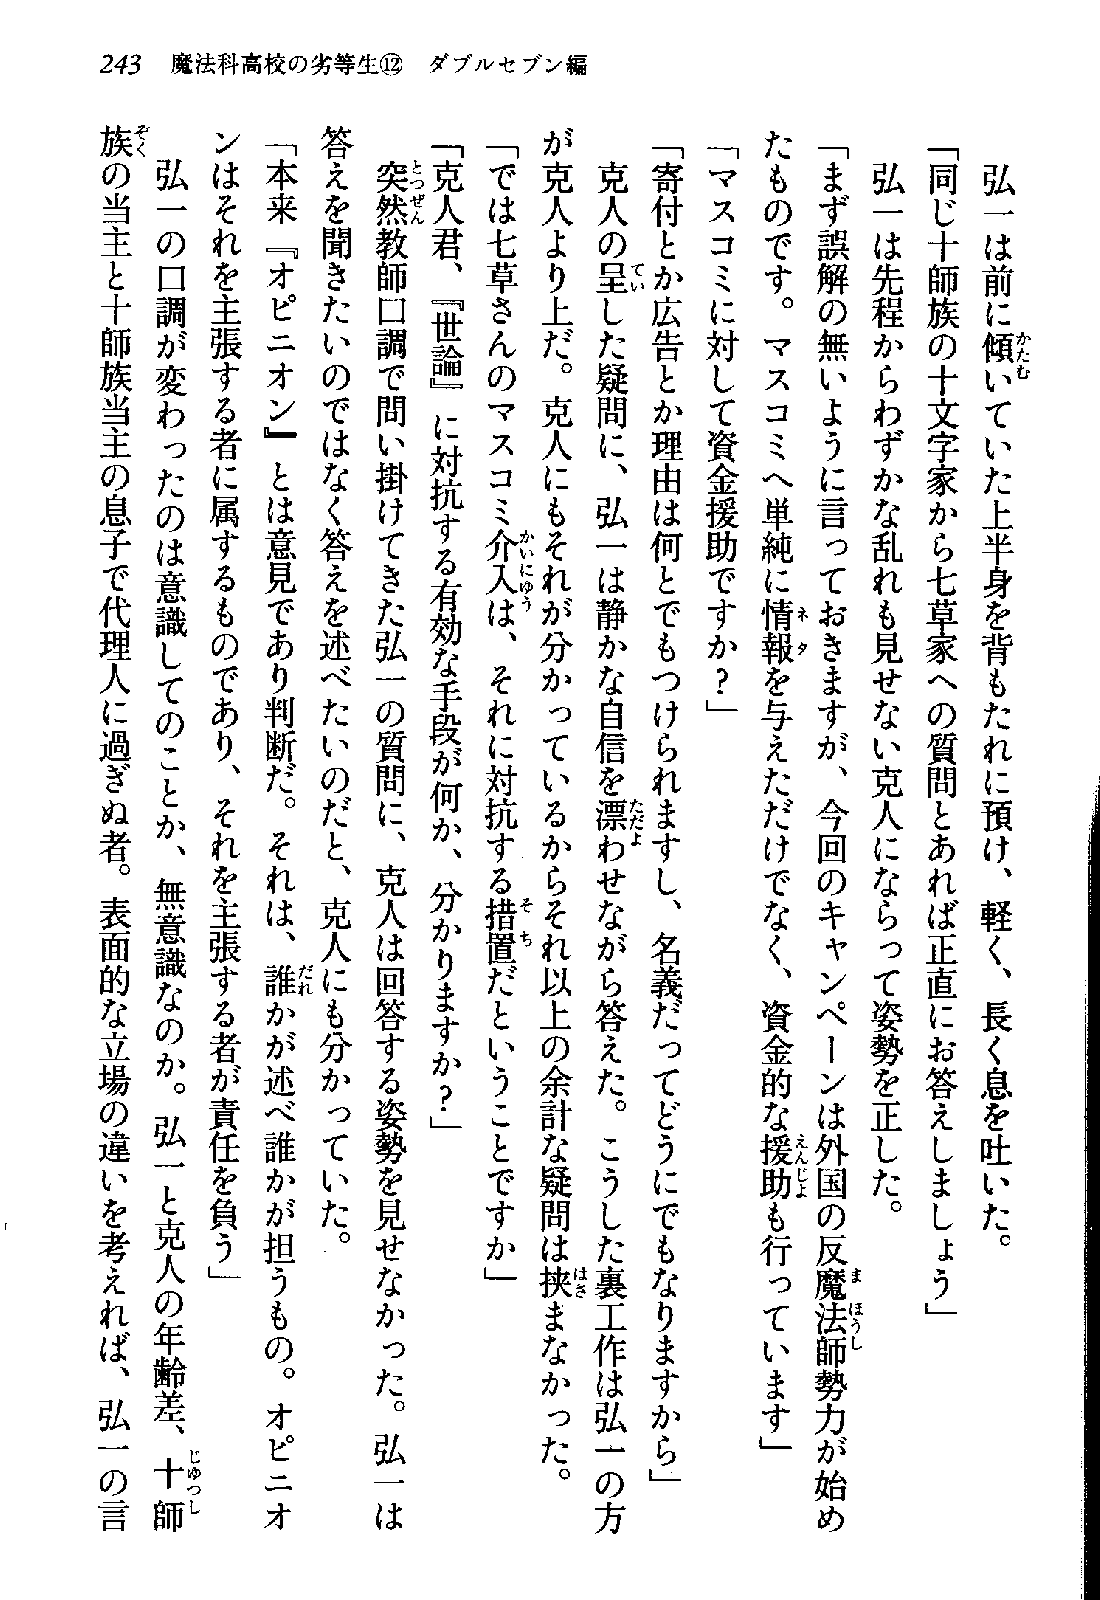 243　魔法科高校の劣等生⑫　ダブルセブン編
　弘一は前に傾いていた上半身を背もたれに預け、軽く、長く息を吐いた。
「同じ十師族の十文字家から七草家への質問とあれば正直にお答えしましょう」
　弘一は先程からわずかな乱れも見せない克人にならって姿勢を正した。
「まず誤解の無いように言っておきますが、今回のキャンペーンは外国の反魔法師勢力が始め
たものです。マスコミへ単純に情報を与えただけでなく、資金的な援助も行っています」
「マスコミに対して資金援助ですか？」
「寄付とか広告とか理由は何とでもつけられますし、名義だってどうにでもなりますから」
　克人の呈した疑問に、弘一は静かな自信を漂わせながら答えた。こうした裏工作は弘一の方
が克人より上だ。克人にもそれが分かっているからそれ以上の余計な疑問は挟まなかった。
「では七草さんのマスコミ介入は、それに対抗する措置だということですか」
「克人君、『世論』に対抗する有効な手段が何か、分かりますか？」
　突然教師口調で問い掛けてきた弘一の質問に、克人は回答する姿勢を見せなかった。弘一は
答えを聞きたいのではなく答えを述べたいのだと、克人にも分かっていた。
「本来『オピニオン』とは意見であり判断だ。それは、誰かが述べ誰かが担うもの。オピニオ
ンはそれを主張する者に属するものであり、それを主張する者が責任を負う」
　弘一の口調が変わったのは意識してのことか、無意識なのか。弘一と克人の年齢差、十師
族の当主と十師族当主の息子で代理人に過ぎぬ者。表面的な立場の違いを考えれば、弘一の言